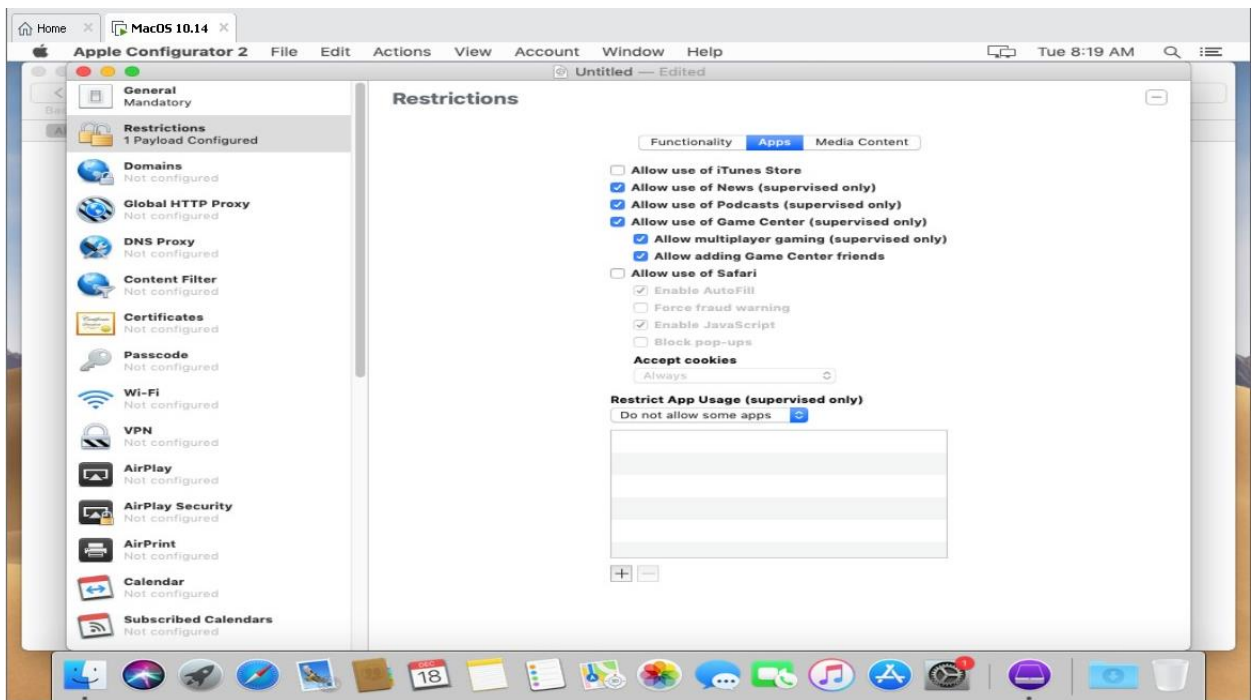 Home
MacOS 10.14
Apple Configurator 2 File Edit Actions View Account Window Help Tue 8:19 AM
Untitled — Edited
General
Mandatory
Restrictions
1 Payload Configured
Domains
Not configured
Global HTTP Proxy
Not configured
DNS Proxy
Not configured
Content Filter
Not configured
Certificates
Not configured
Passcode
Not configured
Wi-Fi
Not configured
VPN
Not configured
AirPlay
Not configured
AirPlay Security
Not configured
AirPrint
Not configured
Calendar
Not configured
Subscribed Calendars
Not configured
Restrictions
Functionality Apps Media Content
Allow use of iTunes Store
Allow use of News (supervised only)
Allow use of Podcasts (supervised only)
Allow use of Game Center (supervised only)
Allow multiplayer gaming (supervised only)
Allow adding Game Center friends
Allow use of Safari
Enable AutoFill
Force fraud warning
Enable JavaScript
Block pop-ups
Accept cookies
Always
Restrict App Usage (supervised only)
Do not allow some apps
DEC
18
1